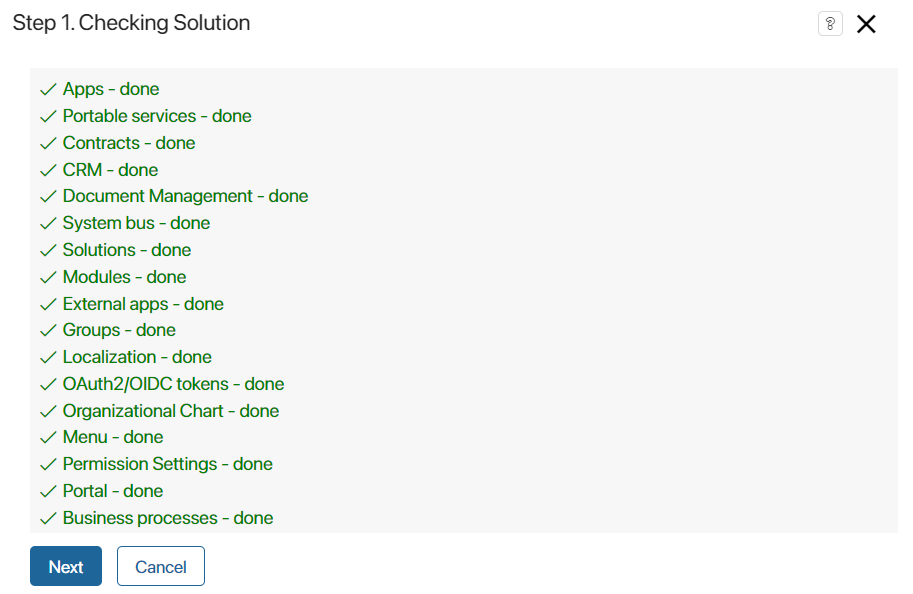 Step 1. Checking Solution
?
Apps - done
Portable services - done
Contracts - done
CRM - done
Document Management - done
System bus - done
Solutions - done
Modules - done
External apps - done
Groups - done
Localization - done
OAuth2/OIDC tokens - done
Organizational Chart - done
Menu - done
Permission Settings - done
Portal - done
Business processes - done
Next
Cancel